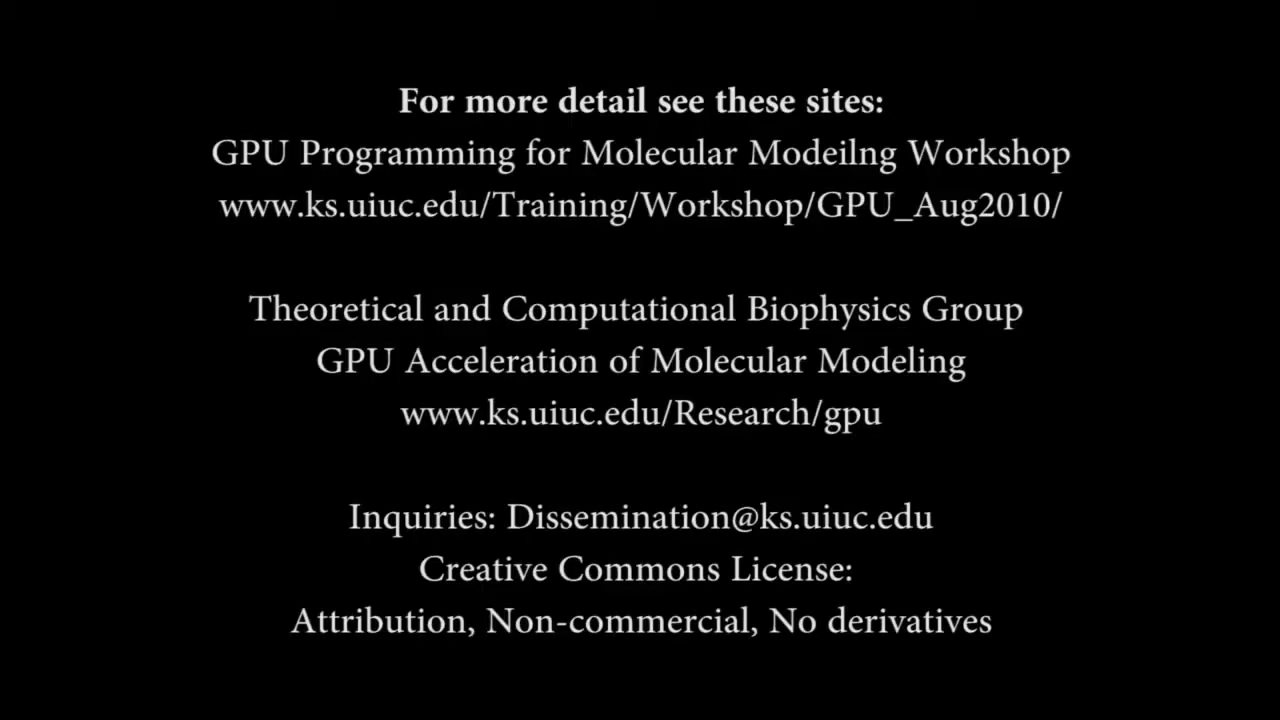 For more detail see these sites:
GPU Programming for Molecular Modeilng Workshop
www.ks.uiuc.edu/Training/Workshop/GPU_Aug2010/
Theoretical and Computational Biophysics Group
GPU Acceleration of Molecular Modeling
www.ks.uiuc.edu/Research/gpu
Inquiries: Dissemination@ks.uiuc.edu
Creative Commons License:
Attribution, Non-commercial, No derivatives